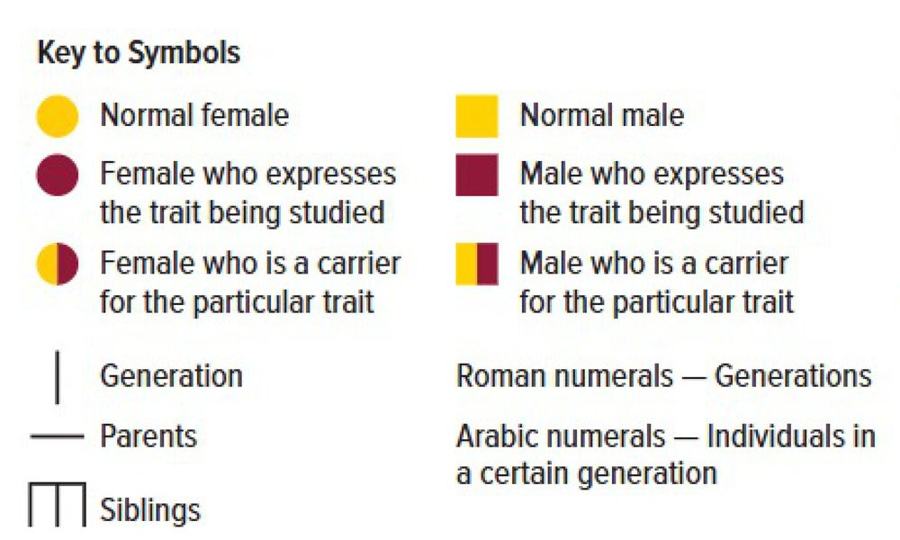 Key to Symbols
Normal female
Female who expresses
the trait being studied
Female who is a carrier
for the particular trait
Generation
Parents
Siblings
Normal male
Male who expresses
the trait being studied
Male who is a carrier
for the particular trait
Roman numerals — Generations
Arabic numerals — Individuals in
a certain generation